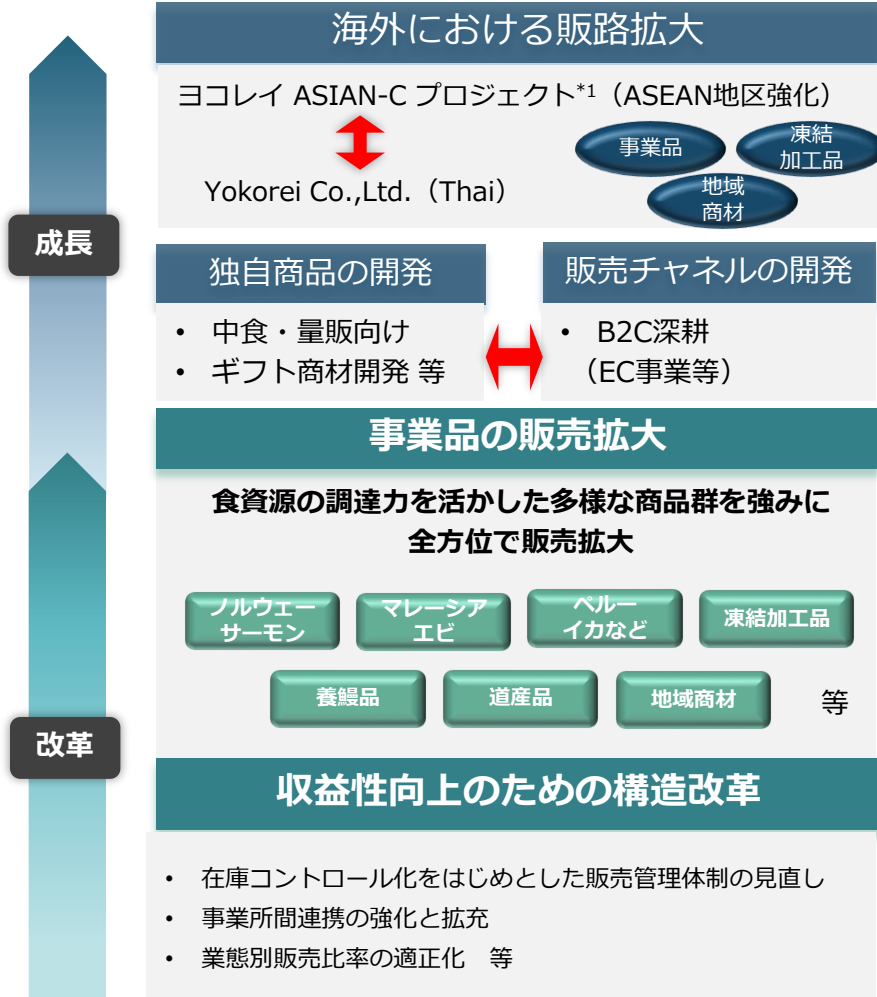 海外における販路拡大
ヨコレイ ASIAN-C プロジェクト*1（ASEAN地区強化）
Yokorei Co.,Ltd.（Thai）
事業品
凍結
加工品
地域
商材
成長
独自商品の開発
• 中食・量販向け
• ギフト商材開発 等
販売チャネルの開発
• B2C深耕
（EC事業等）
事業品の販売拡大
食資源の調達力を活かした多様な商品群を強みに
全方位で販売拡大
ノルウェー
サーモン
マレーシア
エビ
ペルー
イカなど
凍結加工品
養鰻品
道産品
地域商材
等
改革
収益性向上のための構造改革
• 在庫コントロール化をはじめとした販売管理体制の見直し
• 事業所間連携の強化と拡充
• 業態別販売比率の適正化　等